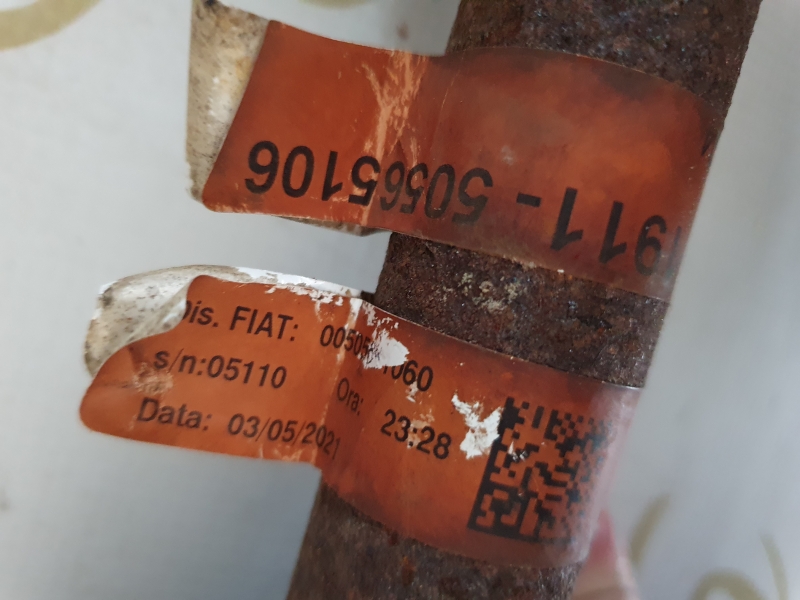 911 - 50565106
Dis. FIAT:
s/n:05110 Ora: 23:28
Data: 03/05/2021